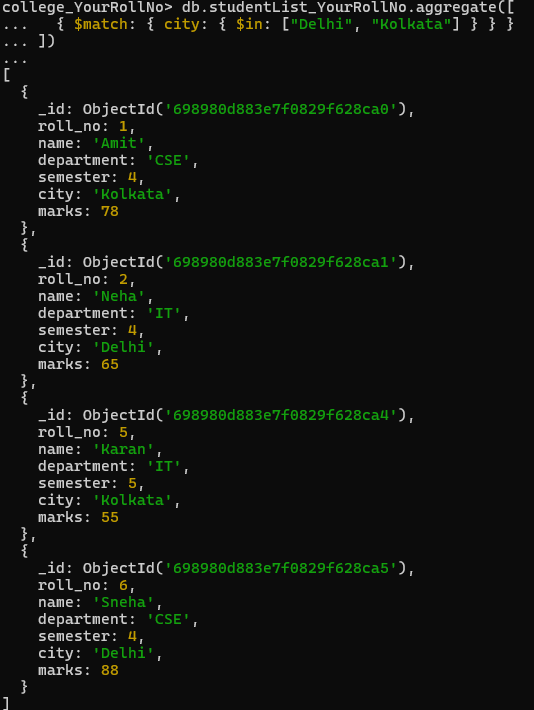 college_YourRollNo> db.studentList_YourRollNo.aggregate([
...   { $match: { city: { $in: ["Delhi", "Kolkata"] } } }
... ])
...
[
  {
    _id: ObjectId('698980d883e7f0829f628ca0'),
    roll_no: 1,
    name: 'Amit',
    department: 'CSE',
    semester: 4,
    city: 'Kolkata',
    marks: 78
  },
  {
    _id: ObjectId('698980d883e7f0829f628ca1'),
    roll_no: 2,
    name: 'Neha',
    department: 'IT',
    semester: 4,
    city: 'Delhi',
    marks: 65
  },
  {
    _id: ObjectId('698980d883e7f0829f628ca4'),
    roll_no: 5,
    name: 'Karan',
    department: 'IT',
    semester: 5,
    city: 'Kolkata',
    marks: 55
  },
  {
    _id: ObjectId('698980d883e7f0829f628ca5'),
    roll_no: 6,
    name: 'Sneha',
    department: 'CSE',
    semester: 4,
    city: 'Delhi',
    marks: 88
  }
]